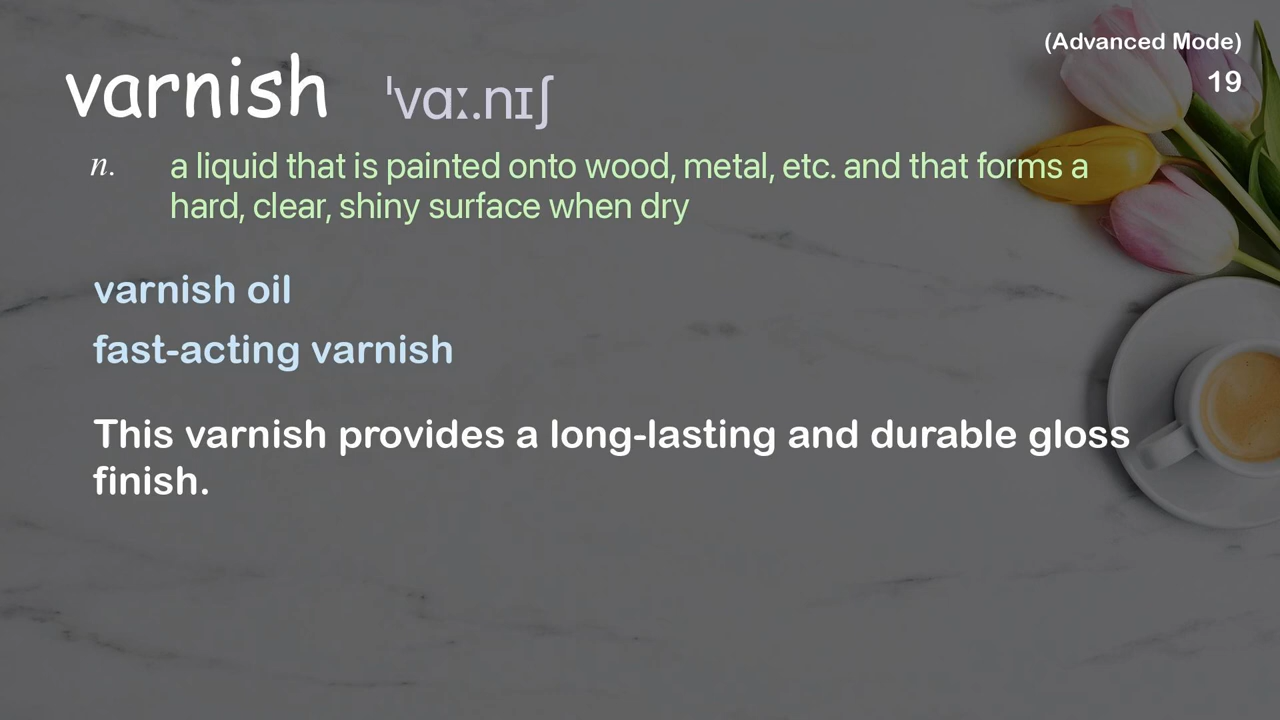 (Advanced Mode)
varnish ˈvɑː.nɪʃ
19
n. a liquid that is painted onto wood, metal, etc. and that forms a
hard, clear, shiny surface when dry
varnish oil
fast-acting varnish
This varnish provides a long-lasting and durable gloss
finish.